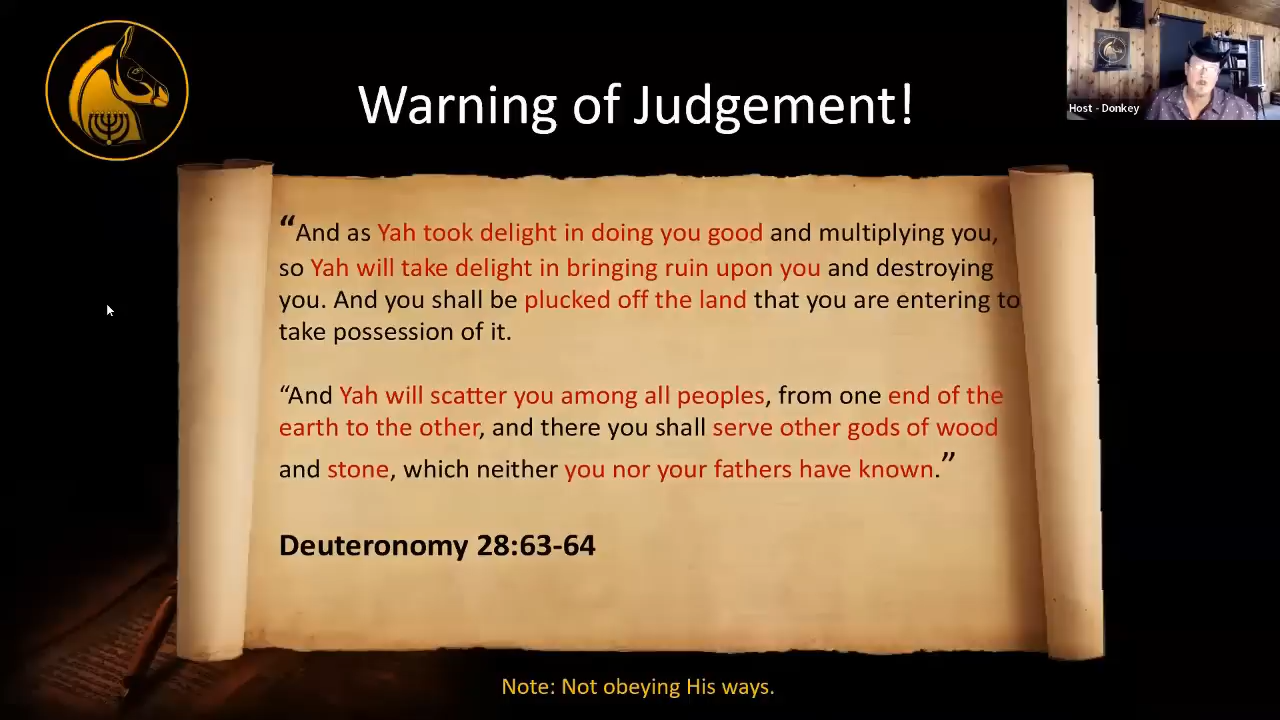 Warning of Judgement!
Host - Donkey
“And as Yah took delight in doing you good and multiplying you,
so Yah will take delight in bringing ruin upon you and destroying
you. And you shall be plucked off the land that you are entering to
take possession of it.
“And Yah will scatter you among all peoples, from one end of the
earth to the other, and there you shall serve other gods of wood
and stone, which neither you nor your fathers have known.”
Deuteronomy 28:63-64
Note: Not obeying His ways.